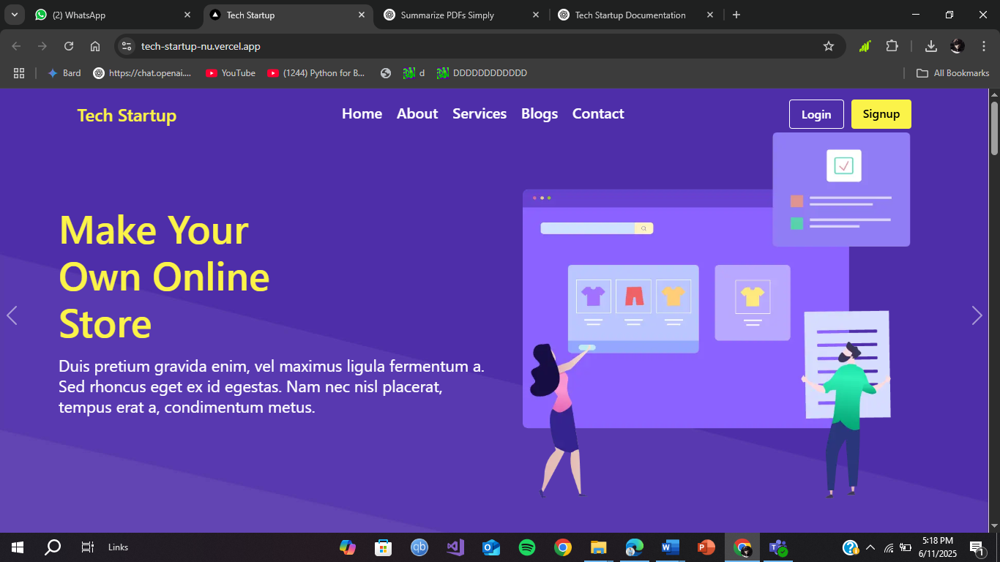 (2) WhatsApp
Tech Startup
Summarize PDFs Simply
Tech Startup Documentation
tech-startup-nu.vercel.app
Bard
https://chat.openai....
YouTube
(1244) Python for B...
d
DDDDDDDDDDDD
All Bookmarks
Tech Startup
Home
About
Services
Blogs
Contact
Login
Signup
Make Your
Own Online
Store
Duis pretium gravida enim, vel maximus ligula fermentum a.
Sed rhoncus eget ex id egestas. Nam nec nisl placerat,
tempus erat a, condimentum metus.
Links
qb
W
P
5:18 PM
6/11/2025
1